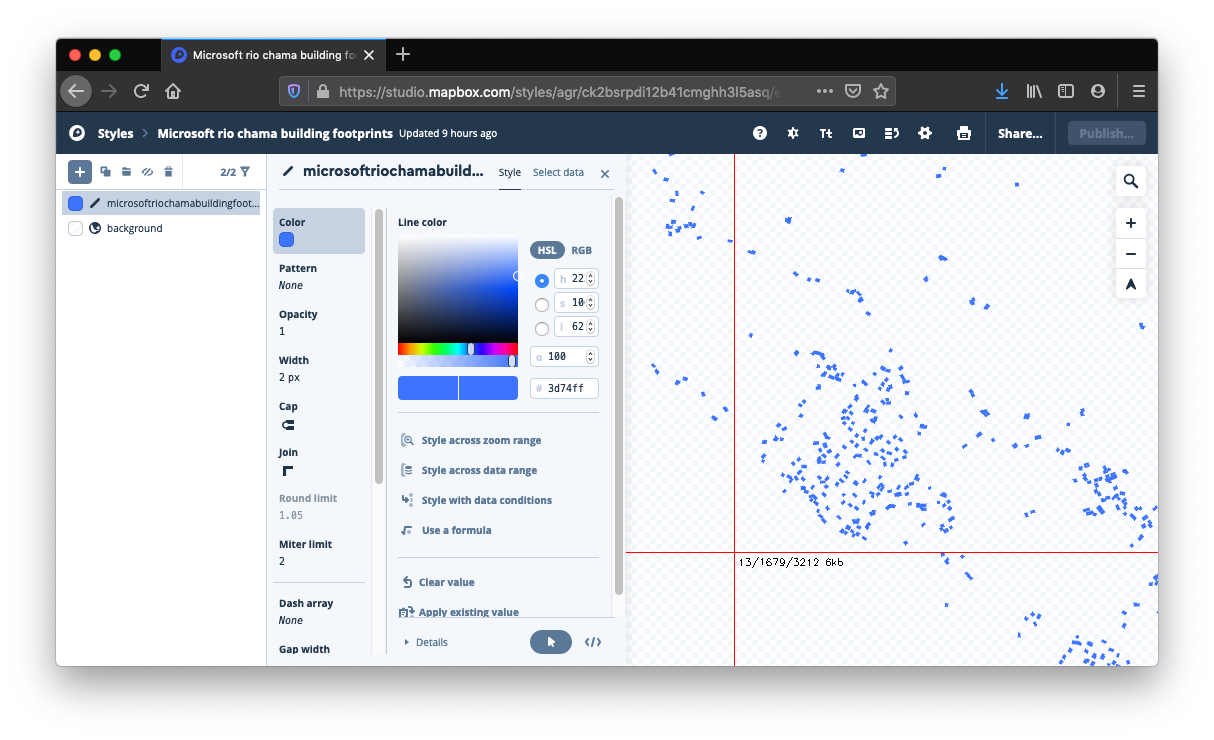 Microsoft rio chama building fo
https://studio.mapbox.com/styles/agr/ck2bsrpdi12b41cmghh3l5asq/e
Styles > Microsoft rio chama building footprints Updated 9 hours ago
? Tt Share... Publish...
2/2
microsoftriochamabuildingfoot...
background
microsoftriochamabuild... Style Select data
Color
Pattern
None
Opacity
1
Width
2 px
Cap
Join
Round limit
1.05
Miter limit
2
Dash array
None
Gap width
Line color
HSL RGB
h 22
s 10
l 62
a 100
# 3d74ff
Style across zoom range
Style across data range
Style with data conditions
Use a formula
Clear value
Apply existing value
Details
13/1679/3212 6kb